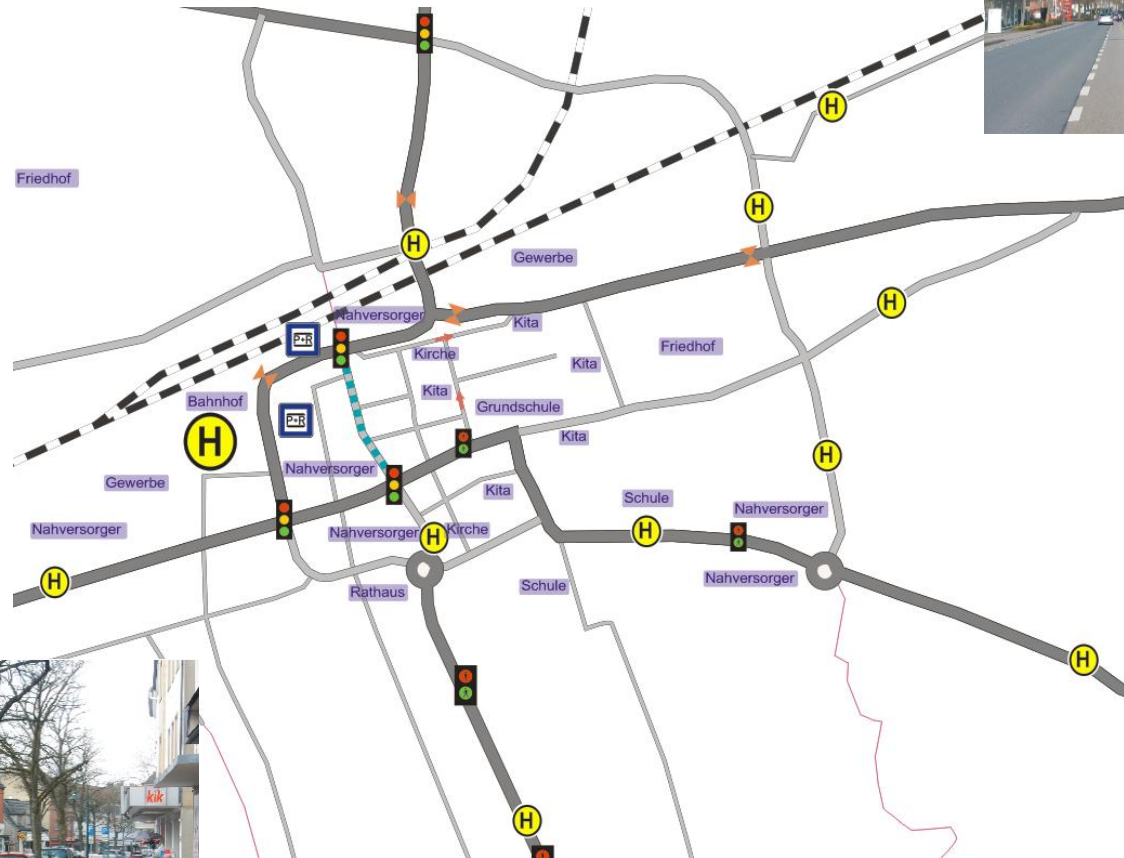 H
Friedhof
H
H
Gewerbe
H
Nahversorger
Kita
P+R
Kirche
Friedhof
Kita
Bahnhof
Kita
P+R
Grundschule
H
Kita
Nahversorger
Gewerbe
Kita
H
Schule
Nahversorger
Nahversorger
Nahversorger
H
Kirche
H
H
Rathaus
Schule
Nahversorger
H
kik
H